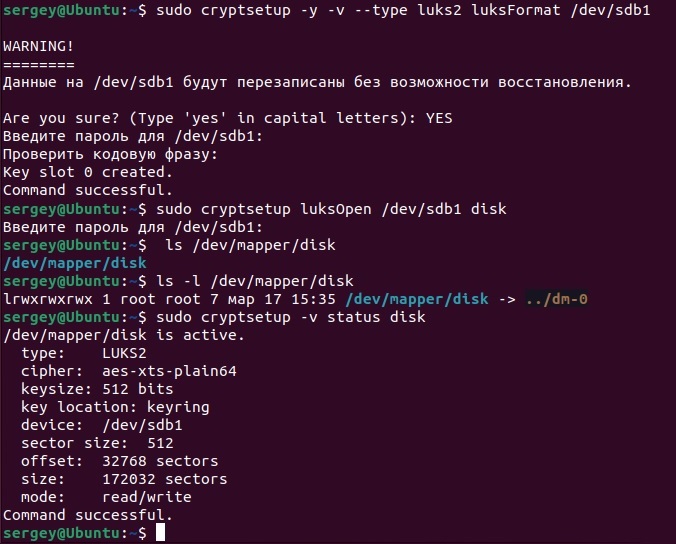 sergey@Ubuntu:~$ sudo cryptsetup -y -v --type luks2 luksFormat /dev/sdb1
WARNING!
========
Данные на /dev/sdb1 будут перезаписаны без возможности восстановления.
Are you sure? (Type 'yes' in capital letters): YES
Введите пароль для /dev/sdb1:
Проверить кодовую фразу:
Key slot 0 created.
Command successful.
sergey@Ubuntu:~$ sudo cryptsetup luksOpen /dev/sdb1 disk
Введите пароль для /dev/sdb1:
sergey@Ubuntu:~$  ls /dev/mapper/disk
/dev/mapper/disk
sergey@Ubuntu:~$ ls -l /dev/mapper/disk
lrwxrwxrwx 1 root root 7 мар 17 15:35 /dev/mapper/disk -> ../dm-0
sergey@Ubuntu:~$ sudo cryptsetup -v status disk
/dev/mapper/disk is active.
  type:    LUKS2
  cipher:  aes-xts-plain64
  keysize: 512 bits
  key location: keyring
  device:  /dev/sdb1
  sector size:  512
  offset:  32768 sectors
  size:    172032 sectors
  mode:    read/write
Command successful.
sergey@Ubuntu:~$